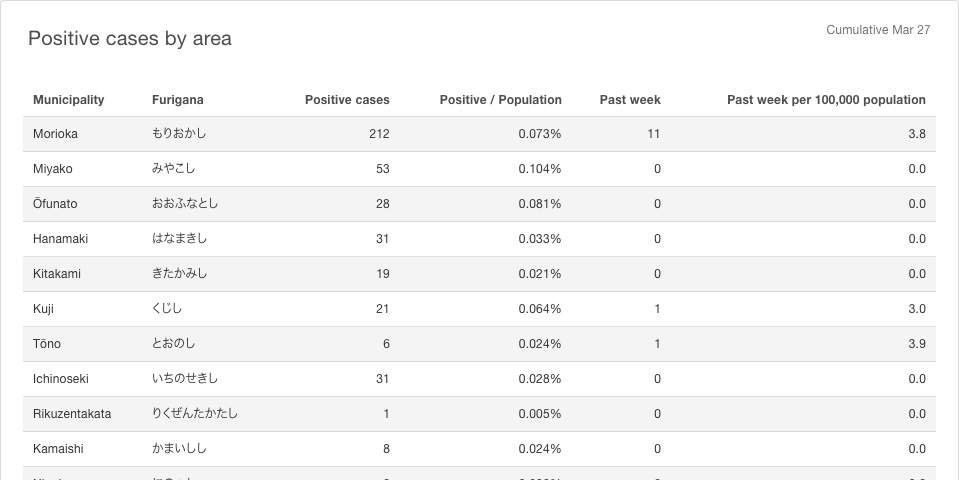 Positive cases by area
Cumulative Mar 27
Municipality Furigana Positive cases Positive / Population Past week Past week per 100,000 population
Morioka もりおかし 212 0.073% 11 3.8
Miyako みやこし 53 0.104% 0 0.0
Ōfunato おおふなとし 28 0.081% 0 0.0
Hanamaki はなまきし 31 0.033% 0 0.0
Kitakami きたかみし 19 0.021% 0 0.0
Kuji くじし 21 0.064% 1 3.0
Tōno とおのし 6 0.024% 1 3.9
Ichinoseki いちのせきし 31 0.028% 0 0.0
Rikuzentakata りくぜんたかたし 1 0.005% 0 0.0
Kamaishi かまいしし 8 0.024% 0 0.0